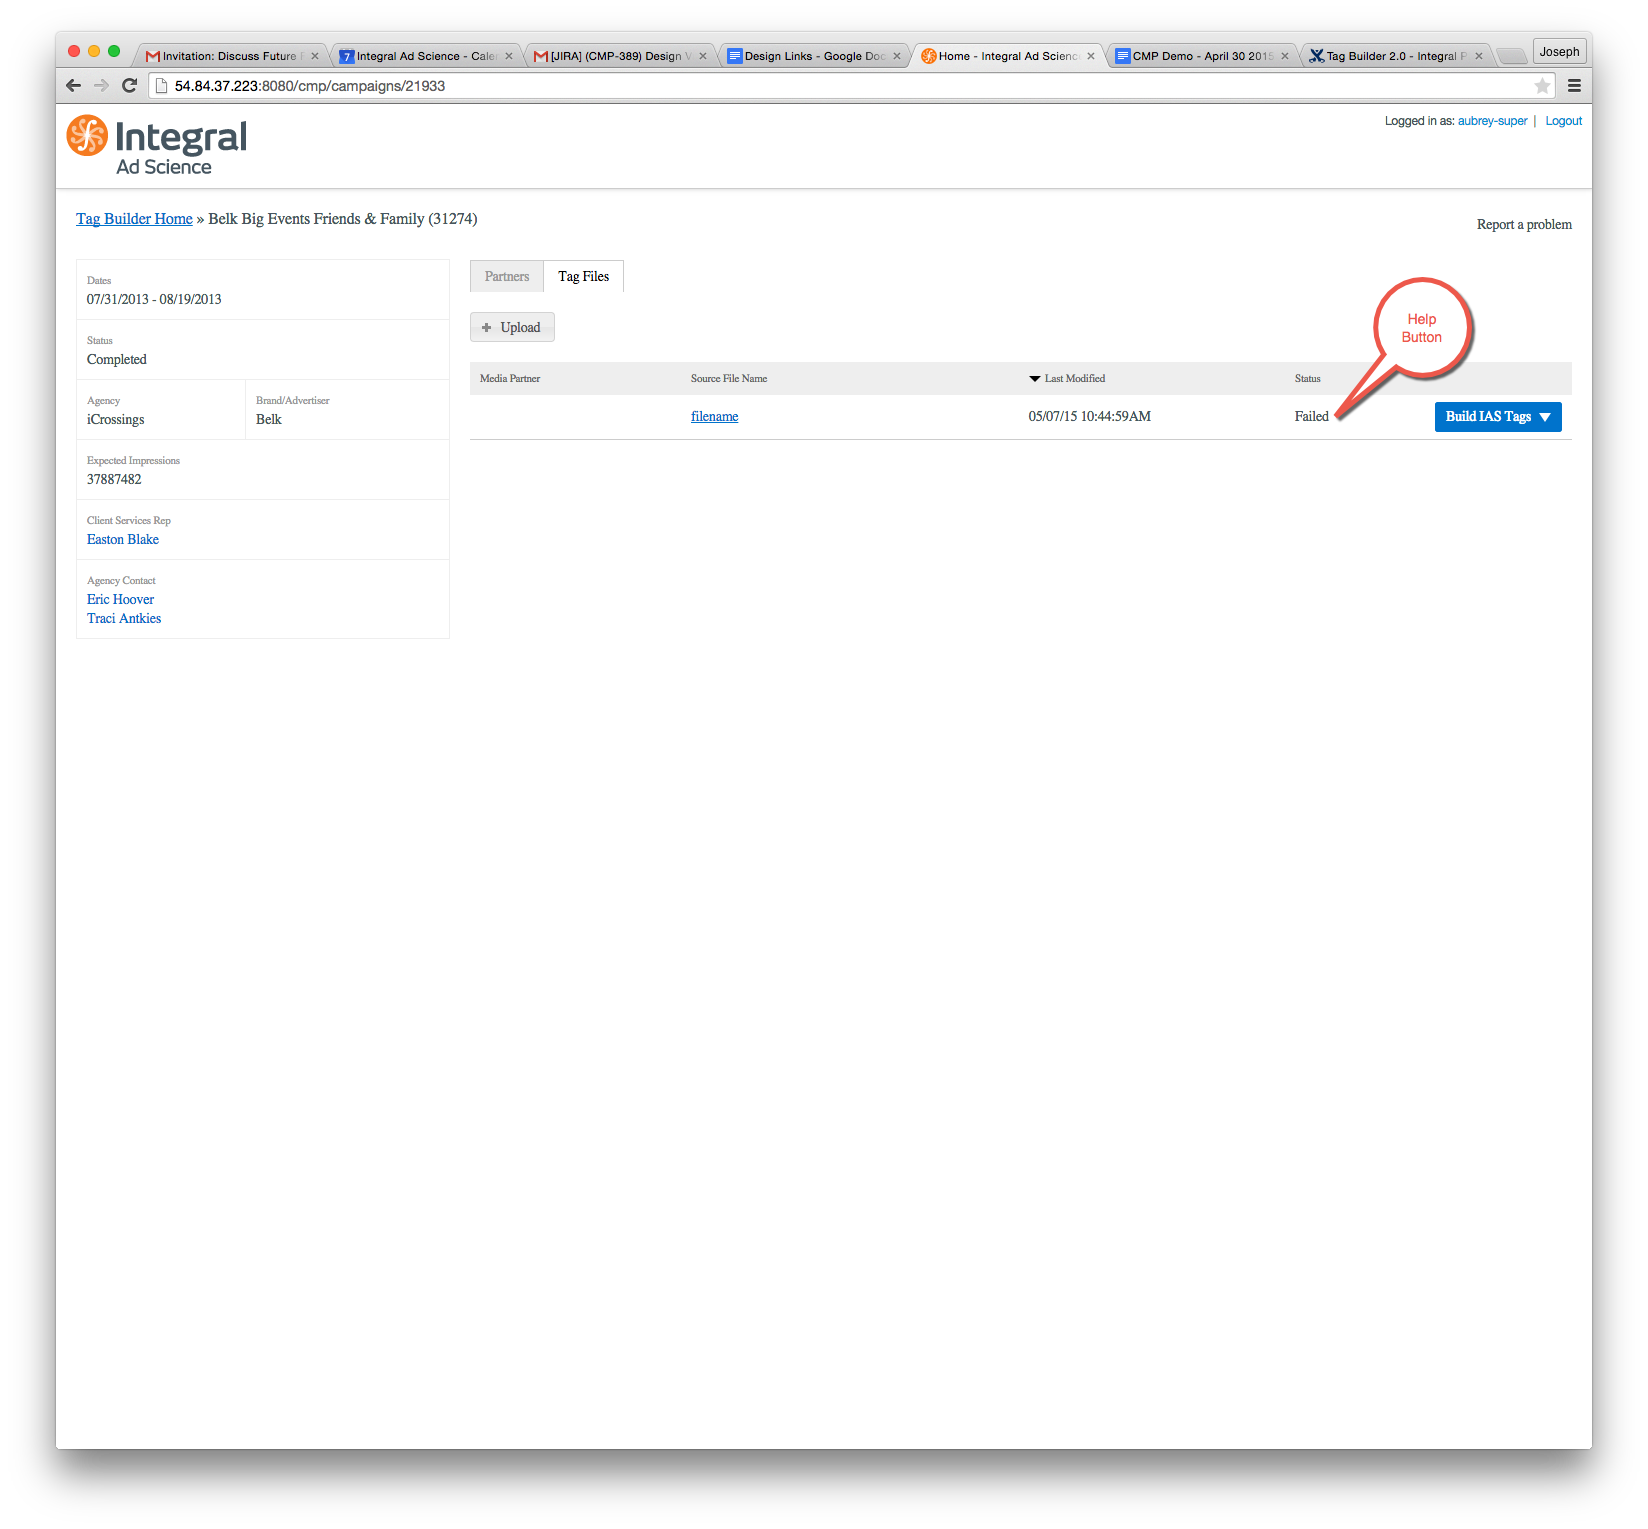 Invitation: Discuss Future
Integral Ad Science - Cale
[JIRA] (CMP-389) Design
Design Links - Google Doc
Home - Integral Ad Science
CMP Demo - April 30 2015
Tag Builder 2.0 - Integral P
Joseph
54.84.37.223:8080/cmp/campaigns/21933
Integral
Ad Science
Logged in as: aubrey-super | Logout
Tag Builder Home » Belk Big Events Friends & Family (31274)
Report a problem
Dates
07/31/2013 - 08/19/2013
Status
Completed
Agency
iCrossings
Brand/Advertiser
Belk
Expected Impressions
37887482
Client Services Rep
Easton Blake
Agency Contact
Eric Hoover
Traci Antkies
Partners
Tag Files
+ Upload
Help
Button
Media Partner
Source File Name
Last Modified
Status
filename
05/07/15 10:44:59AM
Failed
Build IAS Tags